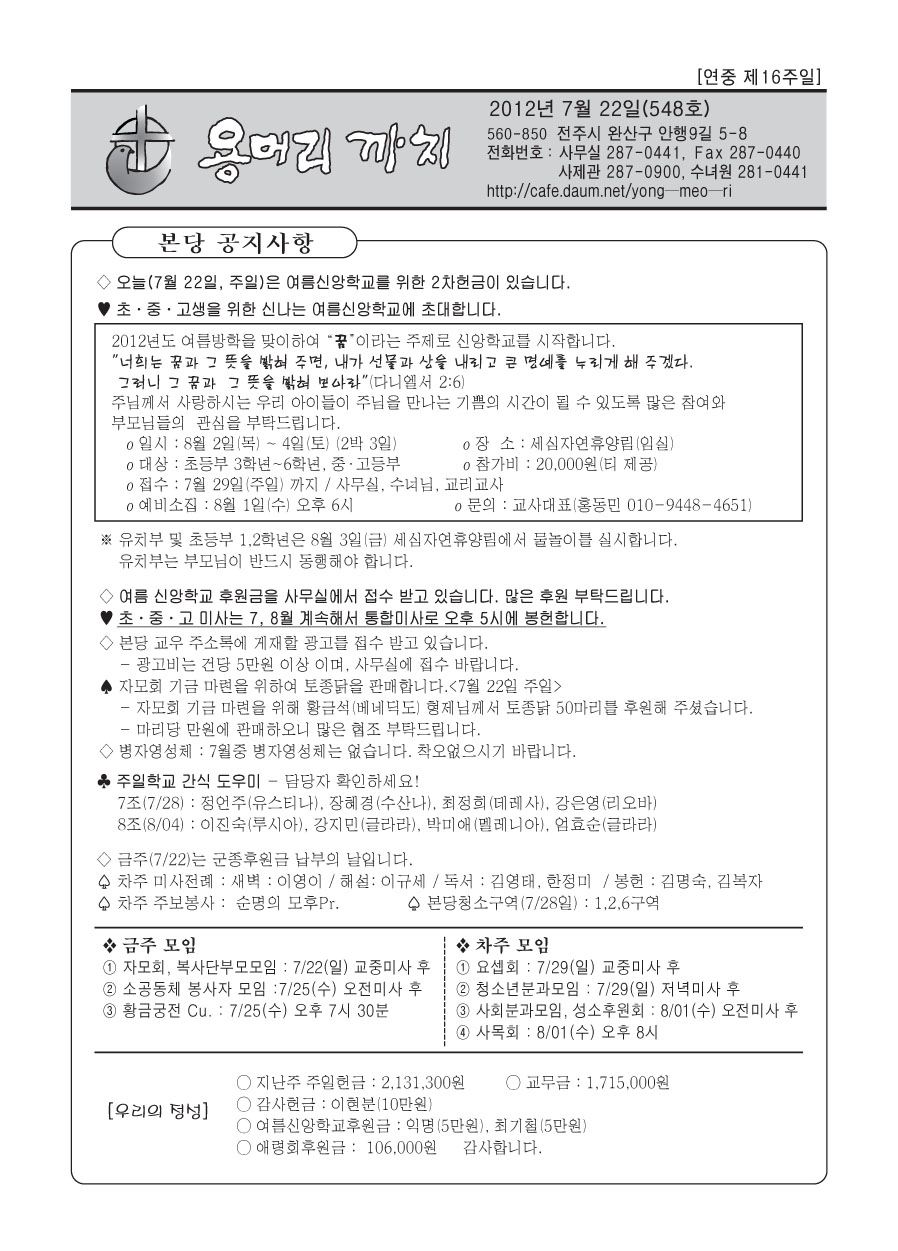 [연중 제16주일]
용머리 까치
2012년 7월 22일(548호)
560-850 전주시 완산구 안행9길 5-8
전화번호 : 사무실 287-0441, Fax 287-0440
사제관 287-0900, 수녀원 281-0441
http://cafe.daum.net/yong—meo—ri
본당 공지사항
◇ 오늘(7월 22일, 주일)은 여름신앙학교를 위한 2차헌금이 있습니다.
♥ 초·중·고생을 위한 신나는 여름신앙학교에 초대합니다.
2012년도 여름방학을 맞이하여 “꿈”이라는 주제로 신앙학교를 시작합니다.
"너희는 꿈과 그 뜻을 밝혀 주면, 내가 선물과 상을 내리고 큰 명예를 누리게 해 주겠다.
그러니 그 꿈과 그 뜻을 밝혀 보아라"(다니엘서 2:6)
주님께서 사랑하시는 우리 아이들이 주님을 만나는 기쁨의 시간이 될 수 있도록 많은 참여와
부모님들의 관심을 부탁드립니다.
o 일시 : 8월 2일(목) ~ 4일(토) (2박 3일) o 장 소 : 세심자연휴양림(임실)
o 대상 : 초등부 3학년~6학년, 중·고등부 o 참가비 : 20,000원(티 제공)
o 접수 : 7월 29일(주일) 까지 / 사무실, 수녀님, 교리교사
o 예비소집 : 8월 1일(수) 오후 6시 o 문의 : 교사대표(홍동민 010-9448-4651)
※ 유치부 및 초등부 1,2학년은 8월 3일(금) 세심자연휴양림에서 물놀이를 실시합니다.
유치부는 부모님이 반드시 동행해야 합니다.
◇ 여름 신앙학교 후원금을 사무실에서 접수 받고 있습니다. 많은 후원 부탁드립니다.
♥ 초·중·고 미사는 7, 8월 계속해서 통합미사로 오후 5시에 봉헌합니다.
◇ 본당 교우 주소록에 게재할 광고를 접수 받고 있습니다.
- 광고비는 건당 5만원 이상 이며, 사무실에 접수 바랍니다.
♠ 자모회 기금 마련을 위하여 토종닭을 판매합니다.<7월 22일 주일>
- 자모회 기금 마련을 위해 황금석(베네딕도) 형제님께서 토종닭 50마리를 후원해 주셨습니다.
- 마리당 만원에 판매하오니 많은 협조 부탁드립니다.
◇ 병자영성체 : 7월중 병자영성체는 없습니다. 착오없으시기 바랍니다.
♣ 주일학교 간식 도우미 - 담당자 확인하세요!
7조(7/28) : 정언주(유스티나), 장혜경(수산나), 최정희(데레사), 강은영(리오바)
8조(8/04) : 이진숙(루시아), 강지민(글라라), 박미애(멜레니아), 엄효순(글라라)
◇ 금주(7/22)는 군종후원금 납부의 날입니다.
♤ 차주 미사전례 : 새벽 : 이영이 / 해설: 이규세 / 독서 : 김영태, 한정미 / 봉헌 : 김명숙, 김복자
♤ 차주 주보봉사 : 순명의 모후Pr. ♤ 본당청소구역(7/28일) : 1,2,6구역
❖ 금주 모임
① 자모회, 복사단부모모임 : 7/22(일) 교중미사 후
② 소공동체 봉사자 모임 :7/25(수) 오전미사 후
③ 황금궁전 Cu. : 7/25(수) 오후 7시 30분
❖ 차주 모임
① 요셉회 : 7/29(일) 교중미사 후
② 청소년분과모임 : 7/29(일) 저녁미사 후
③ 사회분과모임, 성소후원회 : 8/01(수) 오전미사 후
④ 사목회 : 8/01(수) 오후 8시
[우리의 정성]
○ 지난주 주일헌금 : 2,131,300원 ○ 교무금 : 1,715,000원
○ 감사헌금 : 이현분(10만원)
○ 여름신앙학교후원금 : 익명(5만원), 최기철(5만원)
○ 애령회후원금 : 106,000원 감사합니다.